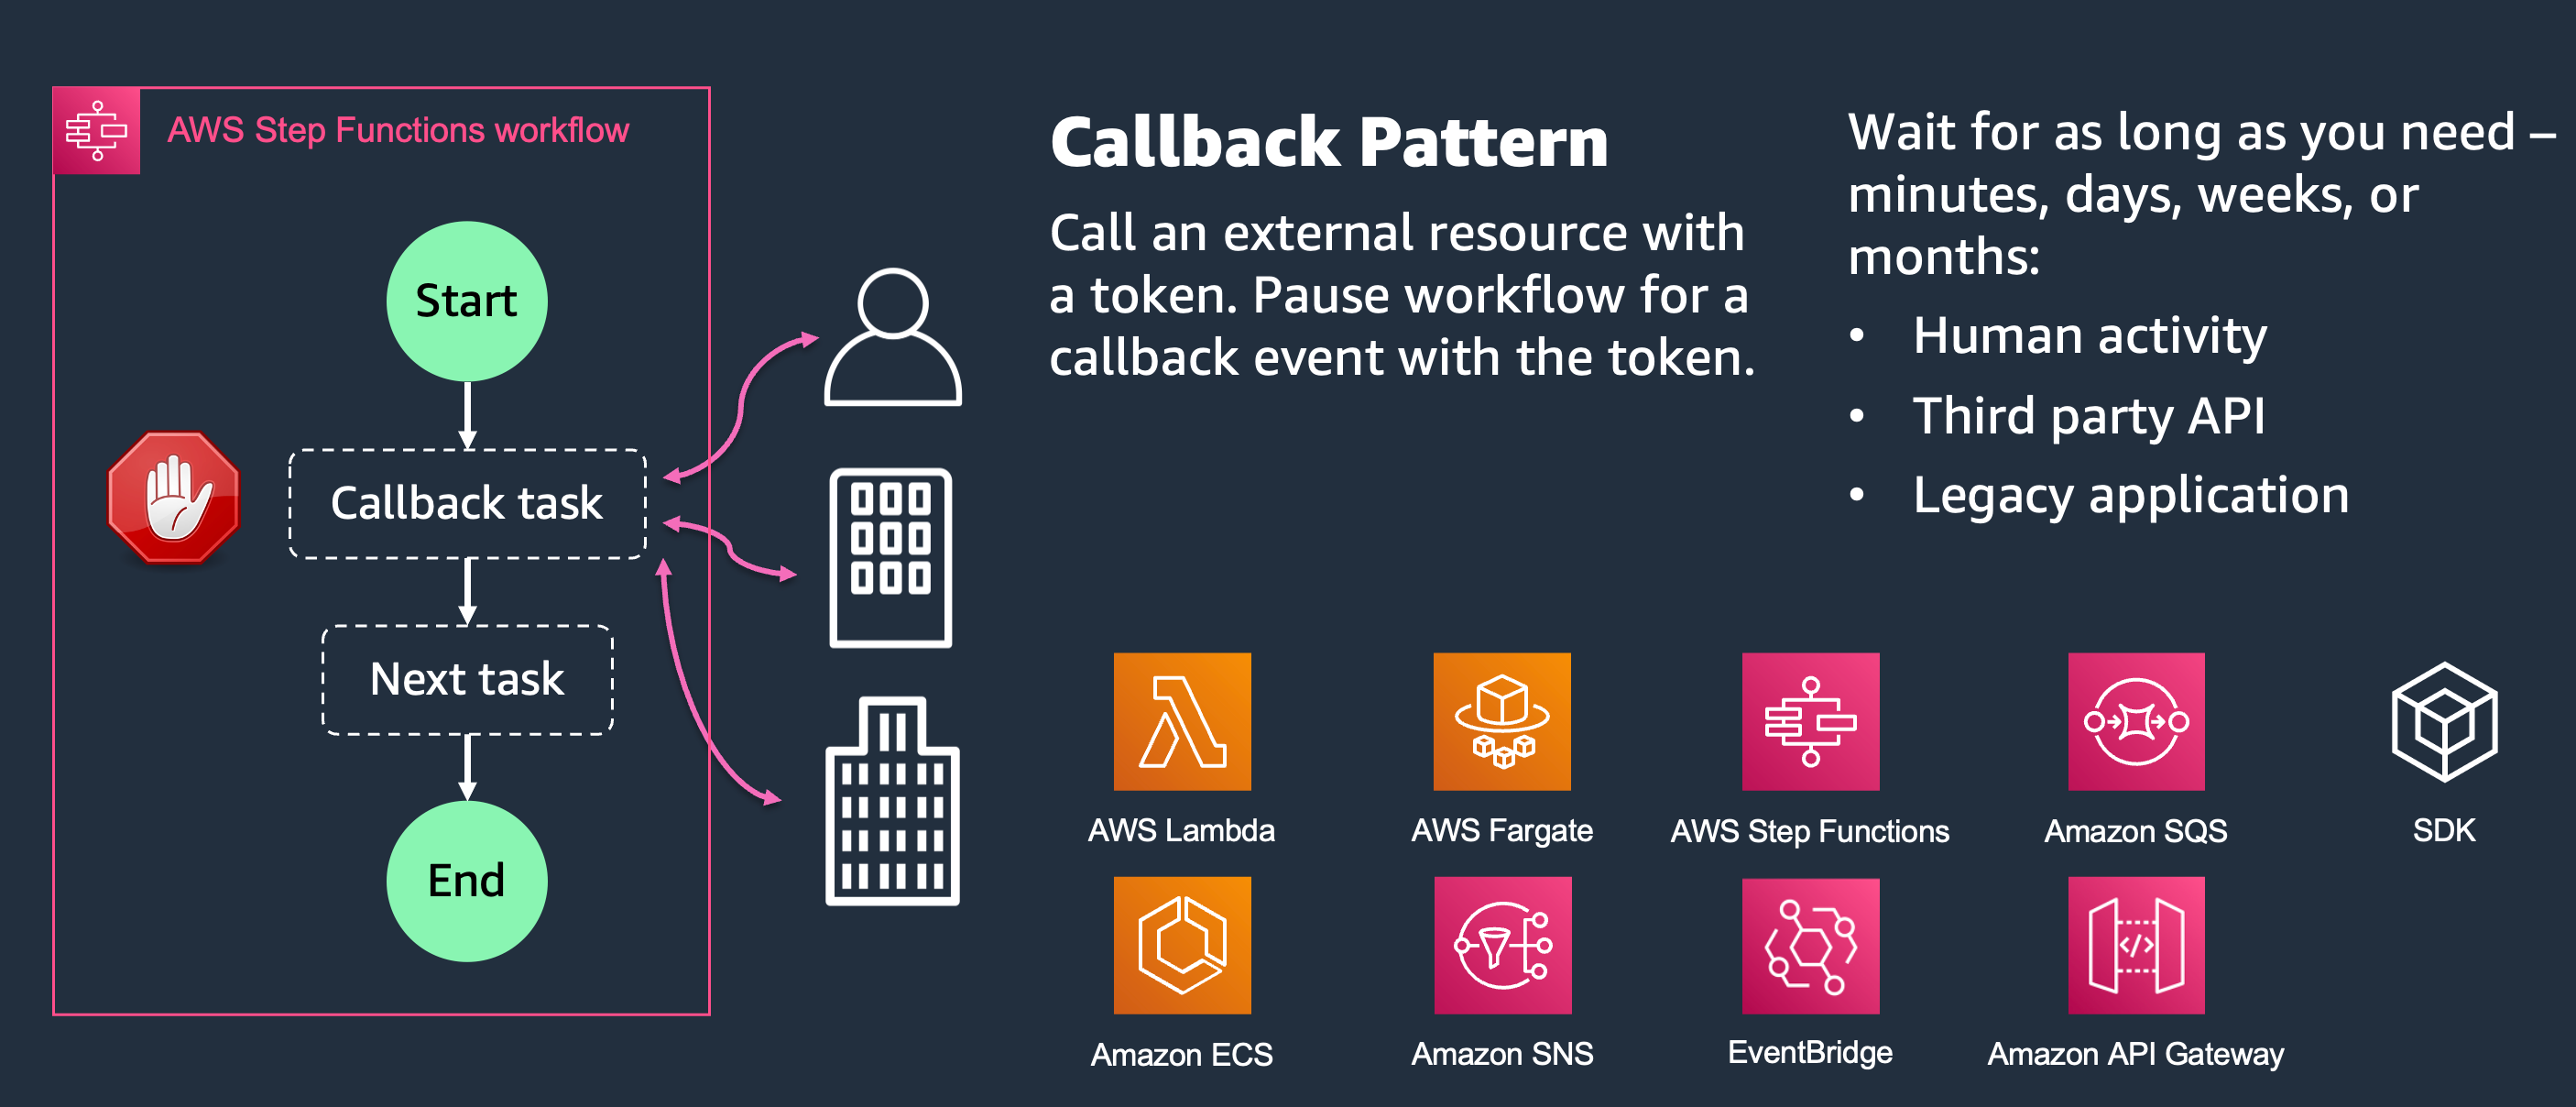 AWS Step Functions workflow
Start
Callback task
Next task
End
Callback Pattern
Call an external resource with
a token. Pause workflow for a
callback event with the token.
Wait for as long as you need –
minutes, days, weeks, or
months:
• Human activity
• Third party API
• Legacy application
AWS Lambda
AWS Fargate
AWS Step Functions
Amazon SQS
SDK
Amazon ECS
Amazon SNS
EventBridge
Amazon API Gateway